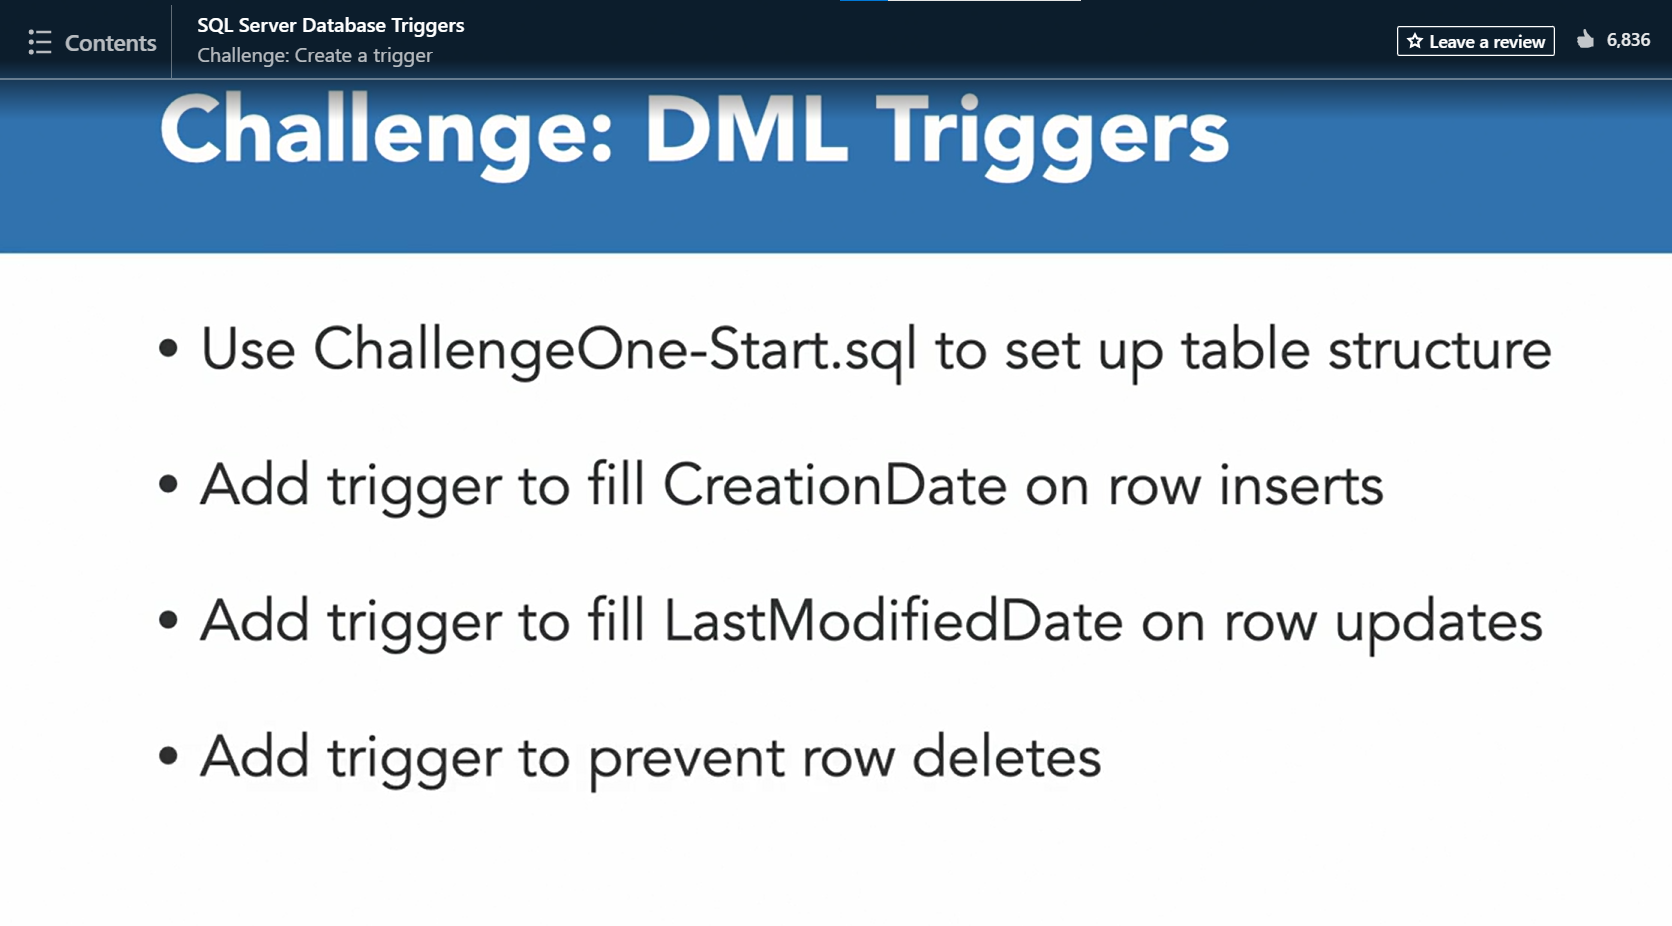 Contents
SQL Server Database Triggers
Challenge: Create a trigger
Leave a review
6,836
Challenge: DML Triggers
• Use ChallengeOne-Start.sql to set up table structure
• Add trigger to fill CreationDate on row inserts
• Add trigger to fill LastModifiedDate on row updates
• Add trigger to prevent row deletes